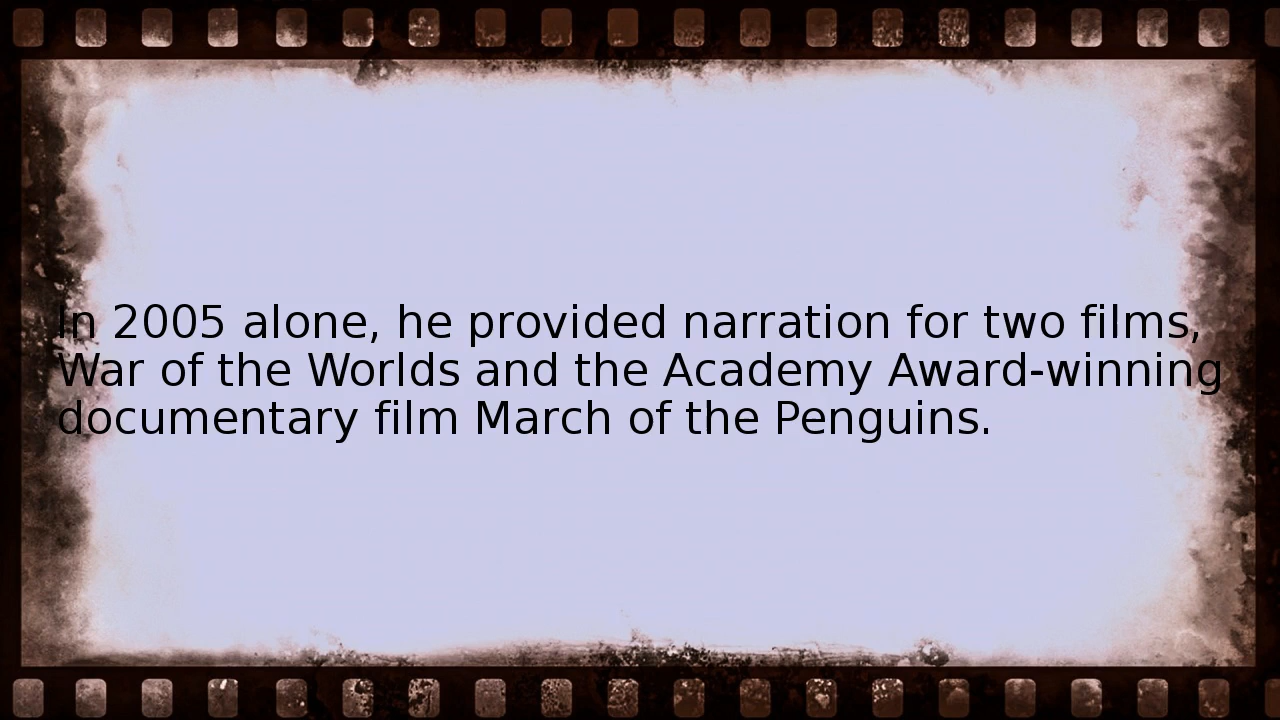 In 2005 alone, he provided narration for two films,
War of the Worlds and the Academy Award-winning
documentary film March of the Penguins.